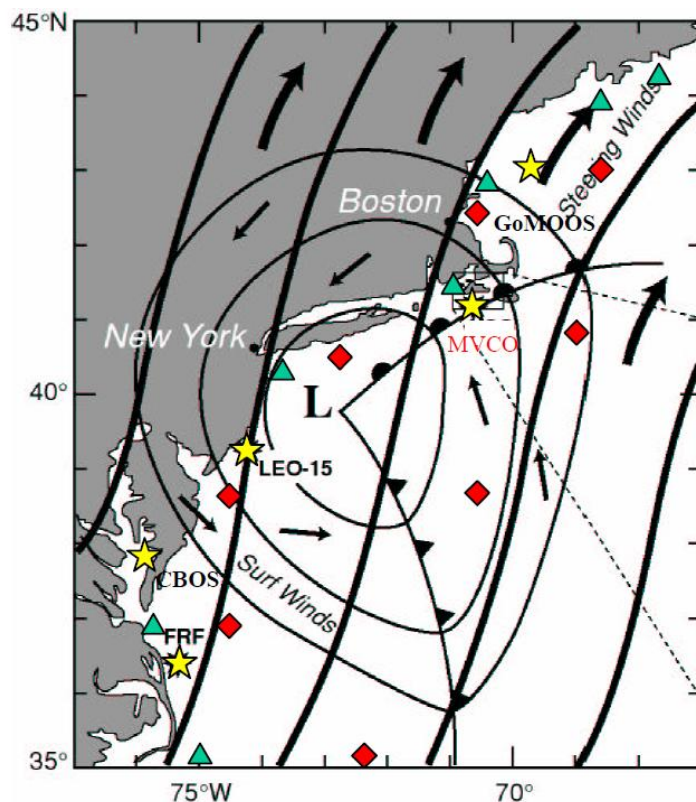 45°N
Boston
GoMOOS
Steering Winds
New York
MVCO
40°
L
LEO-15
CBOS
Surf Winds
FRF
35°
75°W
70°